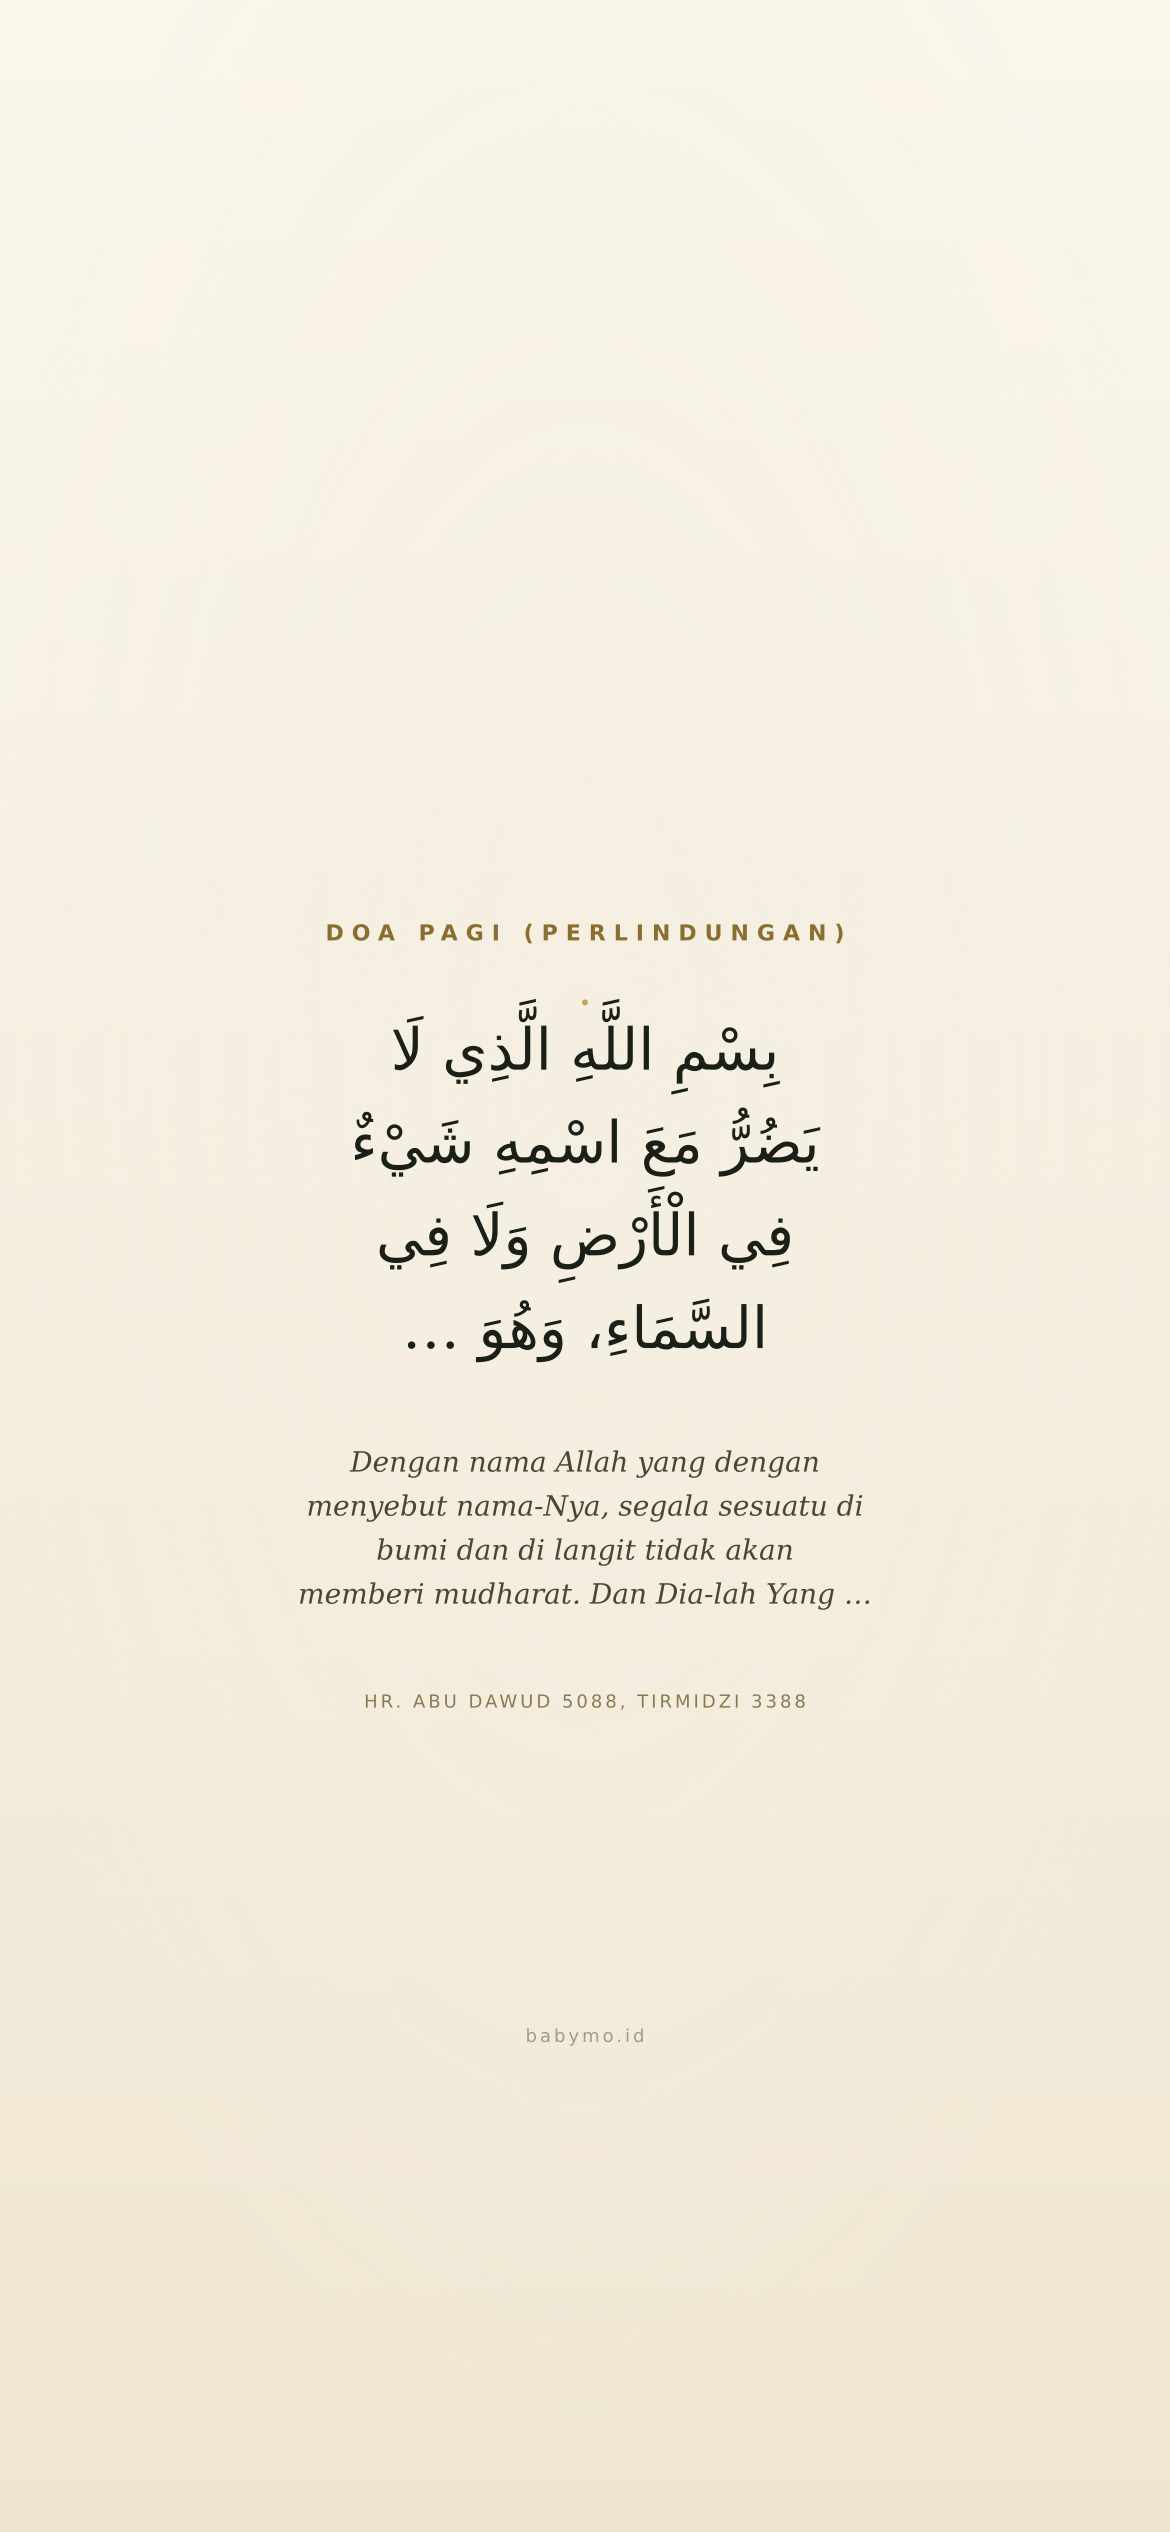 DOA PAGI (PERLINDUNGAN)
بِسْمِ اللَّهِ الَّذِي لَا
يَضُرُّ مَعَ اسْمِهِ شَيْءٌ
فِي الْأَرْضِ وَلَا فِي
السَّمَاءِ، وَهُوَ ...
Dengan nama Allah yang dengan
menyebut nama-Nya, segala sesuatu di
bumi dan di langit tidak akan
memberi mudharat. Dan Dia-lah Yang ...
HR. ABU DAWUD 5088, TIRMIDZI 3388
babymo.id